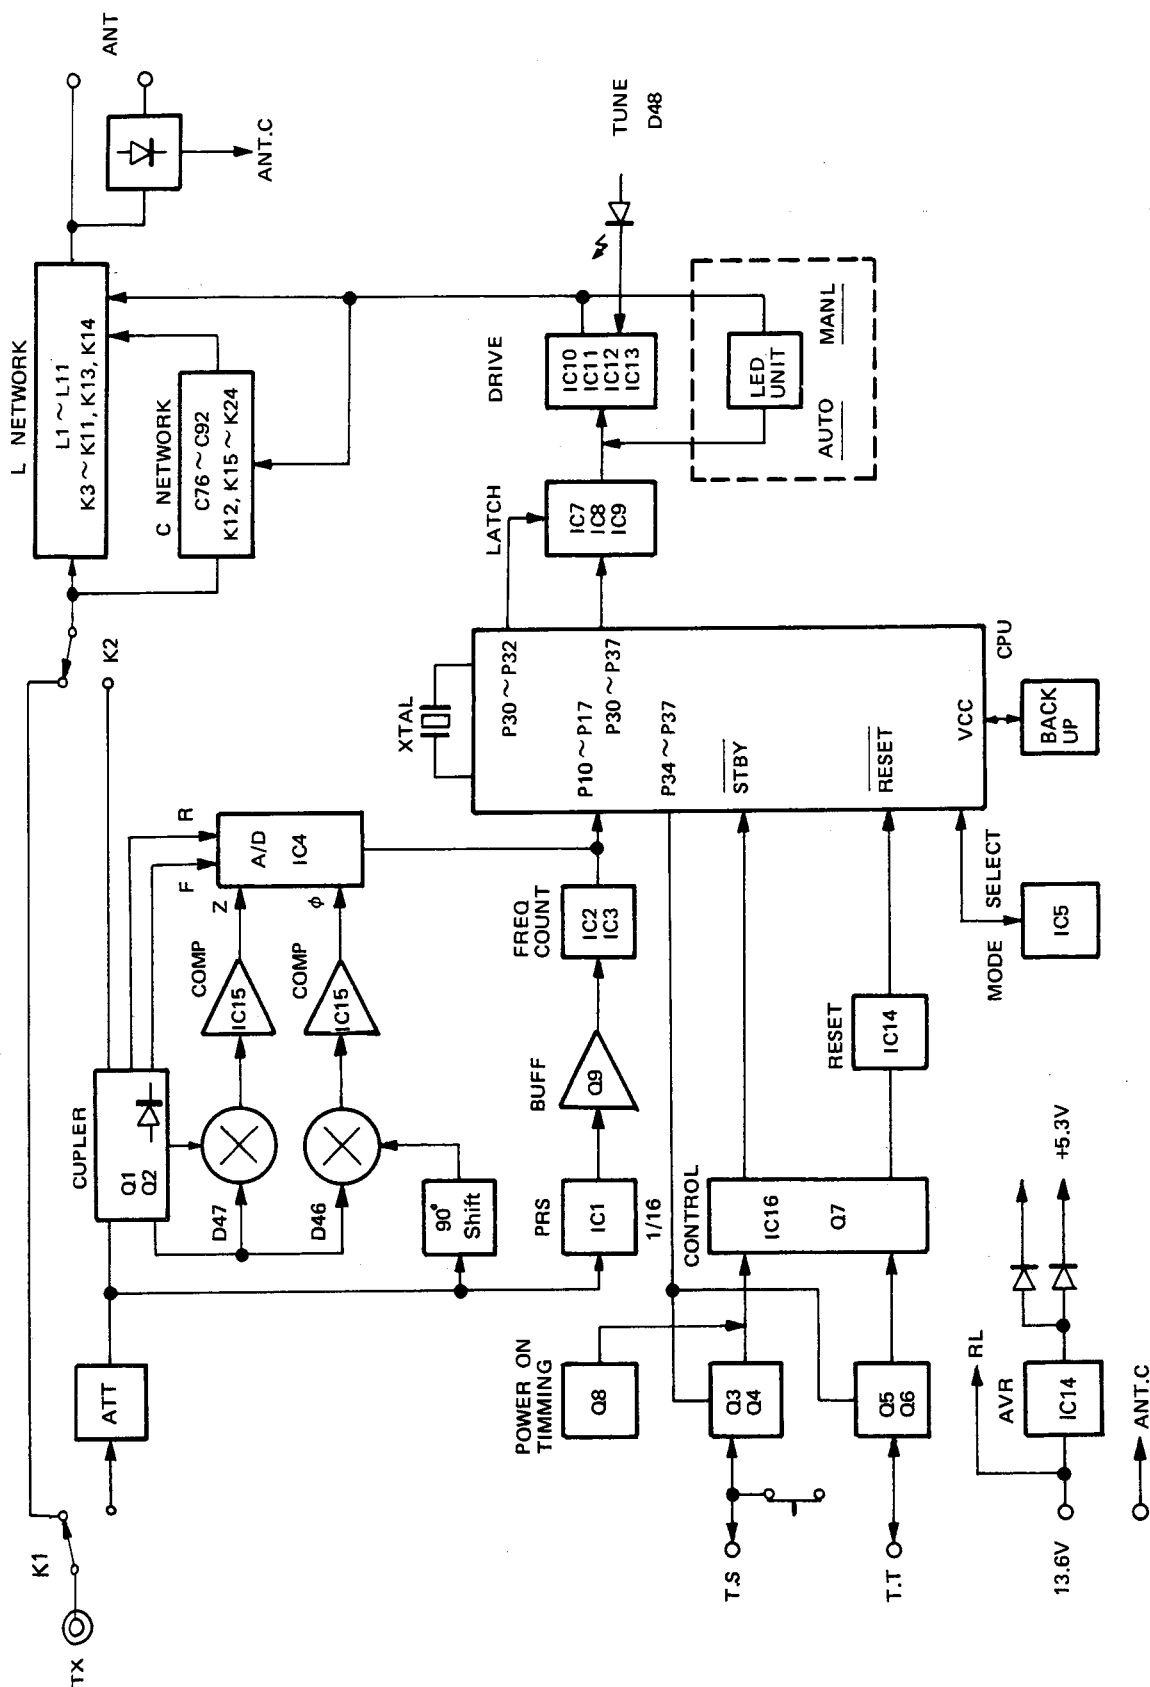 TX
K1
ATT
CUPLER
Q1
Q2
K2
L NETWORK
L1～L11
K3～K11, K13, K14
C NETWORK
C76～C92
K12, K15～K24
ANT
ANT.C
D47
D46
90°
Shift
COMP
IC15
COMP
IC15
F
R
Z
φ
A/D
IC4
PRS
IC1
1/16
BUFF
Q9
FREQ
COUNT
IC2
IC3
XTAL
P30～P32
P10～P17
P30～P37
P34～P37
STBY
RESET
VCC
CPU
LATCH
IC7
IC8
IC9
DRIVE
IC10
IC11
IC12
IC13
TUNE
D48
LED
UNIT
AUTO
MANL
POWER ON
TIMMING
Q8
Q3
Q4
Q5
Q6
T.S
T.T
CONTROL
IC16
Q7
RESET
IC14
MODE SELECT
IC5
BACK
UP
13.6V
RL
AVR
IC14
+5.3V
ANT.C